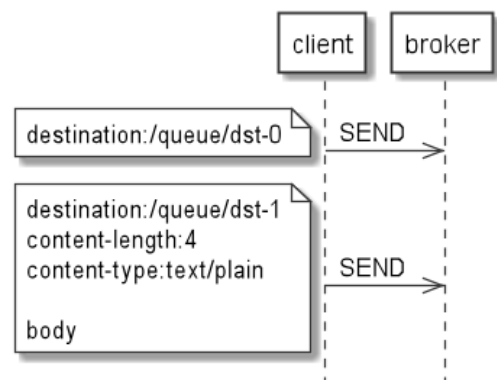 client
broker
destination:/queue/dst-0
SEND
destination:/queue/dst-1
content-length:4
content-type:text/plain
SEND
body